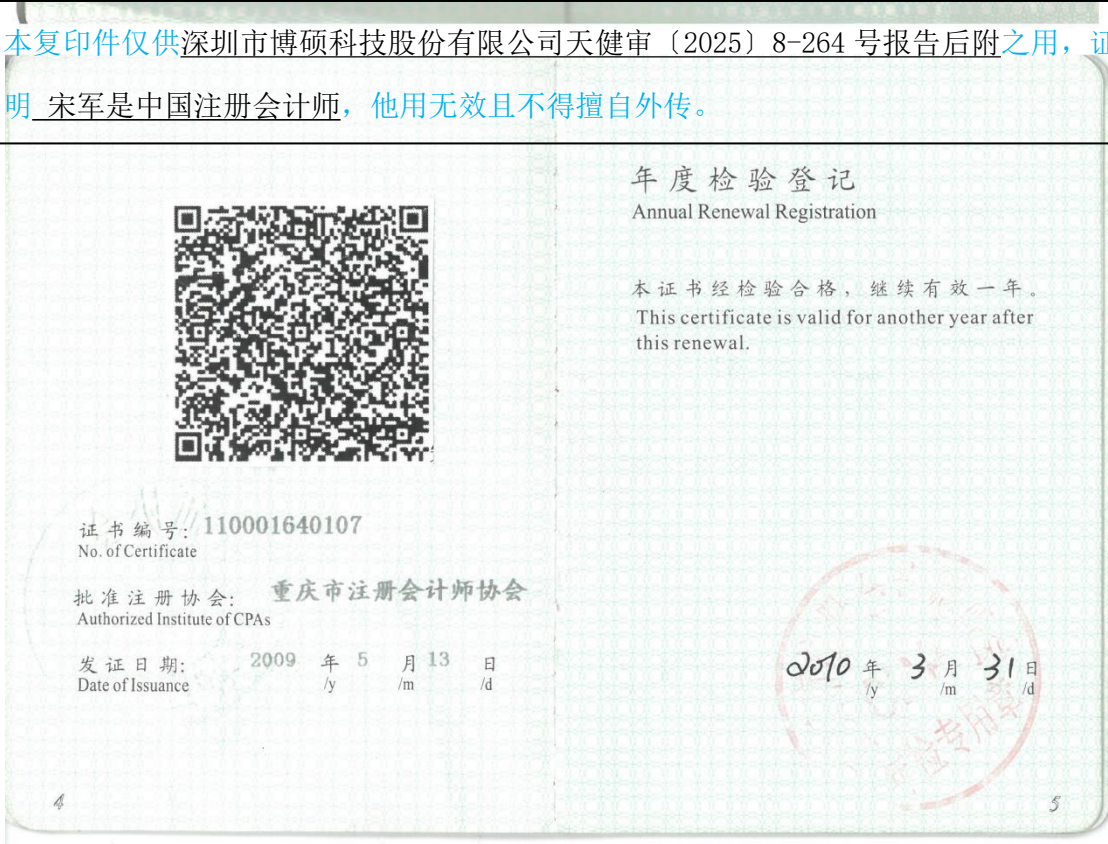 本复印件仅供深圳市博硕科技股份有限公司天健审〔2025〕8-264 号报告后附之用，证
明 宋军是中国注册会计师，他用无效且不得擅自外传。
证书编号: 110001640107
No. of Certificate
批准注册协会: 重庆市注册会计师协会
Authorized Institute of CPAs
发证日期: 2009 年 5 月 13 日
Date of Issuance /y /m /d
4
年度检验登记
Annual Renewal Registration
本证书经检验合格，继续有效一年。
This certificate is valid for another year after
this renewal.
2010 年 3 月 31 日
/y /m /d
专用章
5